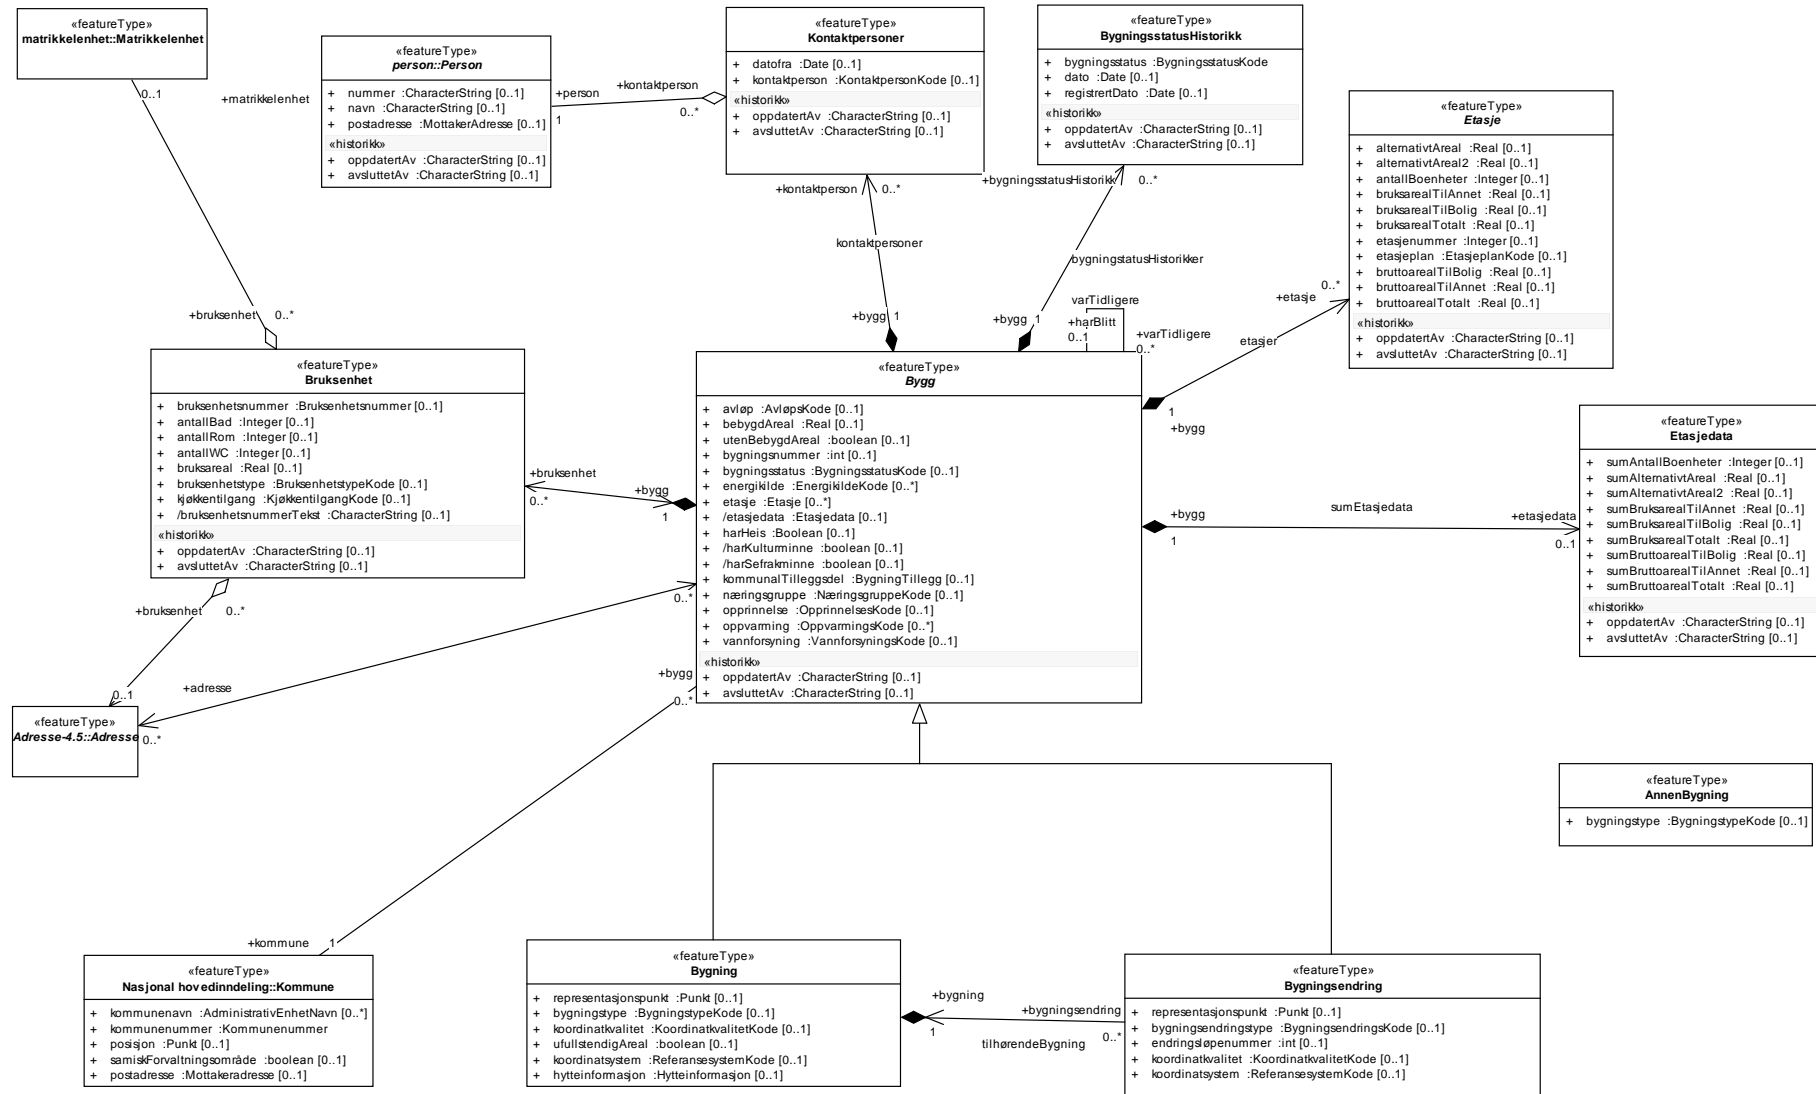 «featureType»
matrikkelenhet::Matrikkelenhet
0..1
+matrikkelenhet
«featureType»
person::Person
+ nummer :CharacterString [0..1]
+ navn :CharacterString [0..1]
+ postadresse :MottakerAdresse [0..1]
«historikk»
+ oppdatertAv :CharacterString [0..1]
+ avsluttetAv :CharacterString [0..1]
+person
1
+kontaktperson
0..*
«featureType»
Kontaktpersoner
+ datofra :Date [0..1]
+ kontaktperson :KontaktpersonKode [0..1]
«historikk»
+ oppdatertAv :CharacterString [0..1]
+ avsluttetAv :CharacterString [0..1]
+kontaktperson
0..*
kontaktpersoner
+bygg 1
«featureType»
BygningsstatusHistorikk
+ bygningsstatus :BygningsstatusKode
+ dato :Date [0..1]
+ registrertDato :Date [0..1]
«historikk»
+ oppdatertAv :CharacterString [0..1]
+ avsluttetAv :CharacterString [0..1]
+bygningsstatusHistorikk
0..*
bygningstatusHistorikker
+bygg 1
varTidligere
+harBlitt
0..1
+varTidligere
0..*
«featureType»
Etasje
+ alternativtAreal :Real [0..1]
+ alternativtAreal2 :Real [0..1]
+ antallBoenheter :Integer [0..1]
+ bruksarealTilAnnet :Real [0..1]
+ bruksarealTilBolig :Real [0..1]
+ bruksarealTotalt :Real [0..1]
+ etasjenummer :Integer [0..1]
+ etasjeplan :EtasjeplanKode [0..1]
+ bruttoarealTilBolig :Real [0..1]
+ bruttoarealTilAnnet :Real [0..1]
+ bruttoarealTotalt :Real [0..1]
«historikk»
+ oppdatertAv :CharacterString [0..1]
+ avsluttetAv :CharacterString [0..1]
0..*
+etasje
etasjer
1
+bygg
+bruksenhet
0..*
«featureType»
Bruksenhet
+ bruksenhetsnummer :Bruksenhetsnummer [0..1]
+ antallBad :Integer [0..1]
+ antallRom :Integer [0..1]
+ antallWC :Integer [0..1]
+ bruksareal :Real [0..1]
+ bruksenhetstype :BruksenhetstypeKode [0..1]
+ kjøkkentilgang :KjøkkentilgangKode [0..1]
+ /bruksenhetsnummerTekst :CharacterString [0..1]
«historikk»
+ oppdatertAv :CharacterString [0..1]
+ avsluttetAv :CharacterString [0..1]
+bruksenhet
0..*
+bygg
1
«featureType»
Bygg
+ avløp :AvløpsKode [0..1]
+ bebygdAreal :Real [0..1]
+ utenBebygdAreal :boolean [0..1]
+ bygningsnummer :int [0..1]
+ bygningsstatus :BygningsstatusKode [0..1]
+ energikilde :EnergikildeKode [0..*]
+ etasje :Etasje [0..*]
+ /etasjedata :Etasjedata [0..1]
+ harHeis :Boolean [0..1]
+ /harKulturminne :boolean [0..1]
+ /harSefrakminne :boolean [0..1]
+ kommunalTilleggsdel :BygningTillegg [0..1]
+ næringsgruppe :NæringsgruppeKode [0..1]
+ opprinnelse :OpprinnelsesKode [0..1]
+ oppvarming :OppvarmingsKode [0..*]
+ vannforsyning :VannforsyningsKode [0..1]
«historikk»
+ oppdatertAv :CharacterString [0..1]
+ avsluttetAv :CharacterString [0..1]
+bygg
1
sumEtasjedata
+etasjedata
0..1
«featureType»
Etasjedata
+ sumAntallBoenheter :Integer [0..1]
+ sumAlternativtAreal :Real [0..1]
+ sumAlternativtAreal2 :Real [0..1]
+ sumBruksarealTilAnnet :Real [0..1]
+ sumBruksarealTilBolig :Real [0..1]
+ sumBruksarealTotalt :Real [0..1]
+ sumBruttoarealTilBolig :Real [0..1]
+ sumBruttoarealTilAnnet :Real [0..1]
+ sumBruttoarealTotalt :Real [0..1]
«historikk»
+ oppdatertAv :CharacterString [0..1]
+ avsluttetAv :CharacterString [0..1]
+bruksenhet
0..*
0..1
«featureType»
Adresse-4.5::Adresse
+adresse
0..*
0..*
+bygg
0..*
«featureType»
AnnenBygning
+ bygningstype :BygningstypeKode [0..1]
+kommune
1
«featureType»
Nasjonal hovedinndeling::Kommune
+ kommunenavn :AdministrativEnhetNavn [0..*]
+ kommunenummer :Kommunenummer
+ posisjon :Punkt [0..1]
+ samiskForvaltningsområde :boolean [0..1]
+ postadresse :Mottakeradresse [0..1]
«featureType»
Bygning
+ representasjonspunkt :Punkt [0..1]
+ bygningstype :BygningstypeKode [0..1]
+ koordinatkvalitet :KoordinatkvalitetKode [0..1]
+ ufullstendigAreal :boolean [0..1]
+ koordinatsystem :ReferansesystemKode [0..1]
+ hytteinformasjon :Hytteinformasjon [0..1]
+bygning
1
+bygningsendring
0..*
tilhørendeBygning
«featureType»
Bygningsendring
+ representasjonspunkt :Punkt [0..1]
+ bygningsendringstype :BygningsendringsKode [0..1]
+ endringsløpenummer :int [0..1]
+ koordinatkvalitet :KoordinatkvalitetKode [0..1]
+ koordinatsystem :ReferansesystemKode [0..1]